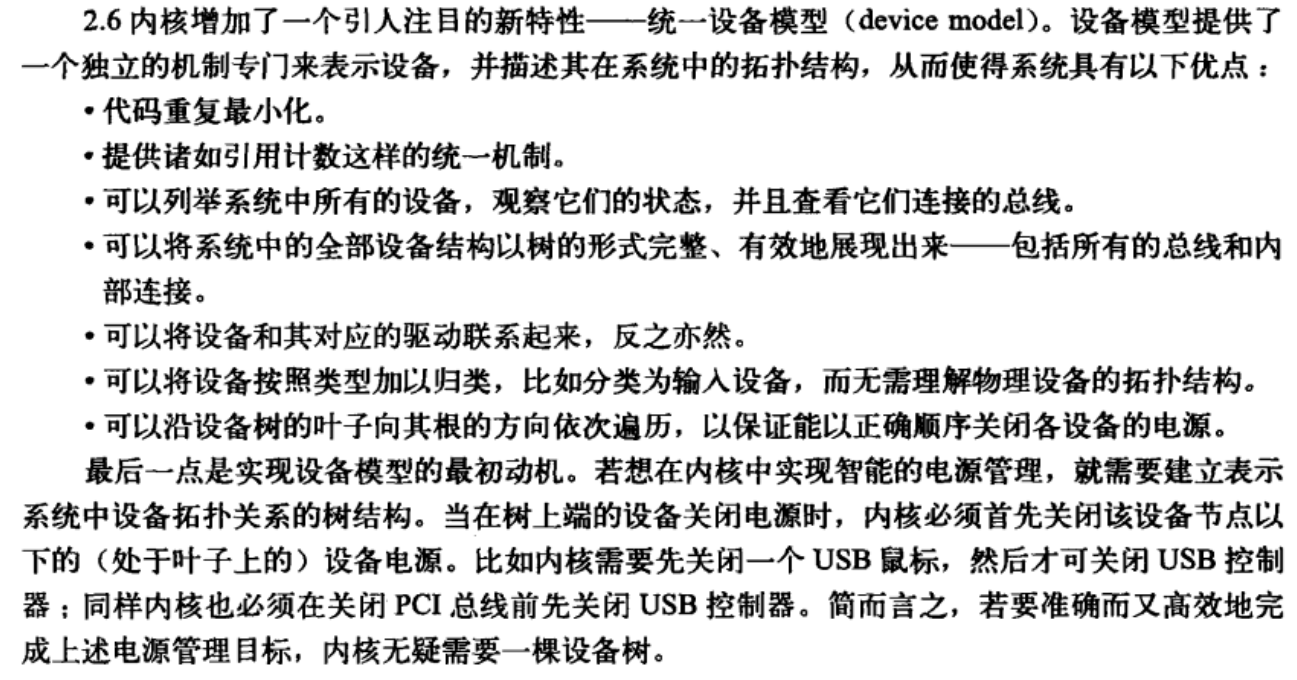 2.6 内核增加了一个引人注目的新特性——统一设备模型（device model）。设备模型提供了
一个独立的机制专门来表示设备，并描述其在系统中的拓扑结构，从而使得系统具有以下优点：
• 代码重复最小化。
• 提供诸如引用计数这样的统一机制。
• 可以列举系统中所有的设备，观察它们的状态，并且查看它们连接的总线。
• 可以将系统中的全部设备结构以树的形式完整、有效地展现出来——包括所有的总线和内
部连接。
• 可以将设备和其对应的驱动联系起来，反之亦然。
• 可以将设备按照类型加以归类，比如分类为输入设备，而无需理解物理设备的拓扑结构。
• 可以沿设备树的叶子向其根的方向依次遍历，以保证能以正确顺序关闭各设备的电源。
最后一点是实现设备模型的最初动机。若想在内核中实现智能的电源管理，就需要建立表示
系统中设备拓扑关系的树结构。当在树上端的设备关闭电源时，内核必须首先关闭该设备节点以
下的（处于叶子上的）设备电源。比如内核需要先关闭一个 USB 鼠标，然后才可关闭 USB 控制
器；同样内核也必须在关闭 PCI 总线前先关闭 USB 控制器。简而言之，若要准确而又高效地完
成上述电源管理目标，内核无疑需要一棵设备树。